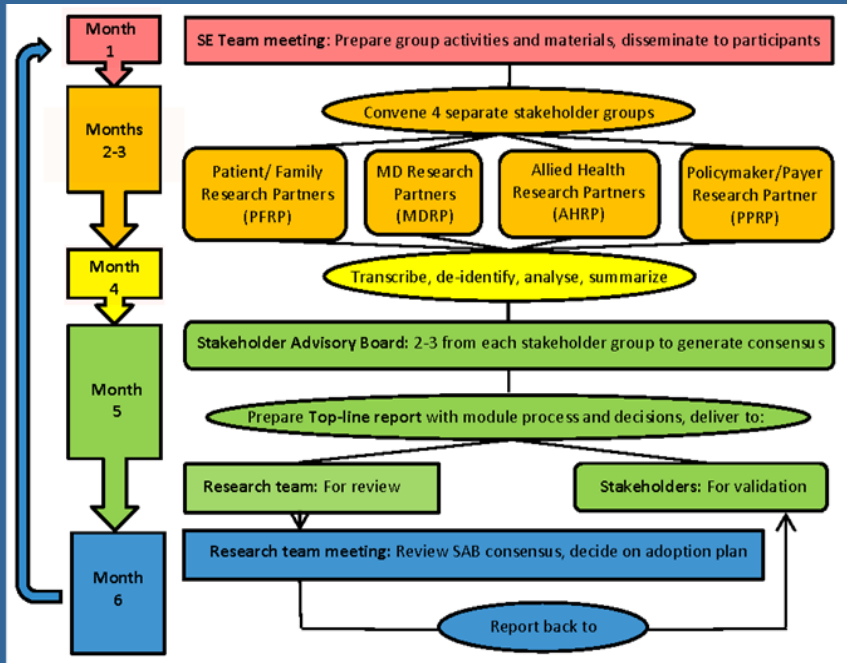 Month
1
SE Team meeting: Prepare group activities and materials, disseminate to participants
Months
2-3
Convene 4 separate stakeholder groups
Patient/ Family
Research Partners
(PFRP)
MD Research
Partners
(MDRP)
Allied Health
Research Partners
(AHRP)
Policymaker/Payer
Research Partner
(PPRP)
Month
4
Transcribe, de-identify, analyse, summarize
Month
5
Stakeholder Advisory Board: 2-3 from each stakeholder group to generate consensus
Prepare Top-line report with module process and decisions, deliver to:
Research team: For review
Stakeholders: For validation
Month
6
Research team meeting: Review SAB consensus, decide on adoption plan
Report back to